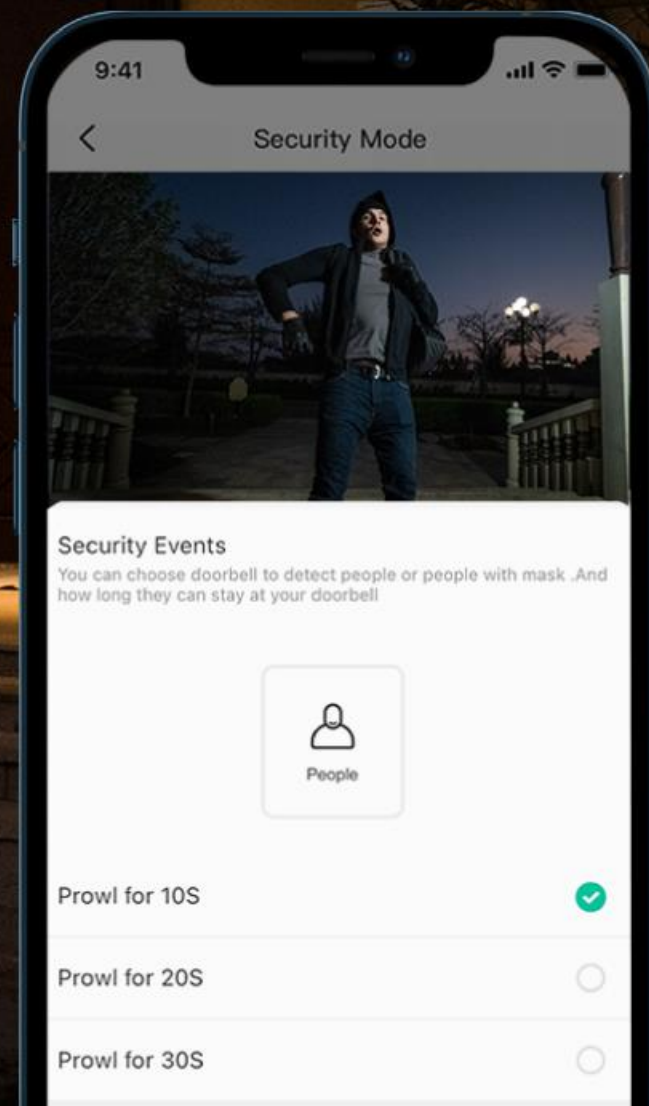 9:41
Security Mode
Security Events
You can choose doorbell to detect people or people with mask .And
how long they can stay at your doorbell
People
Prowl for 10S
Prowl for 20S
Prowl for 30S